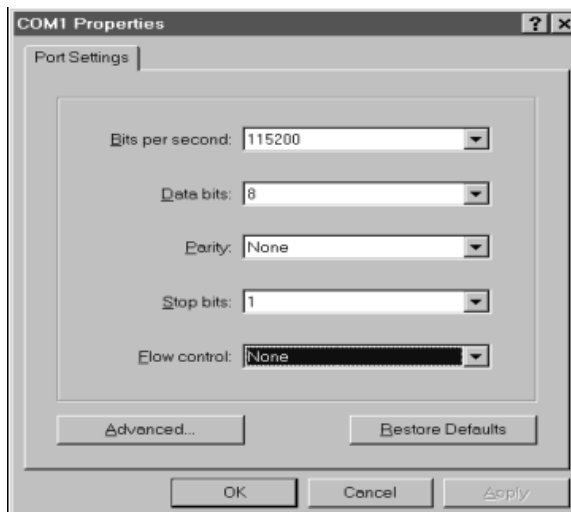 COM1 Properties
? ×
Port Settings
Bits per second: 115200
Data bits: 8
Parity: None
Stop bits: 1
Flow control: None
Advanced... Restore Defaults
OK Cancel Apply